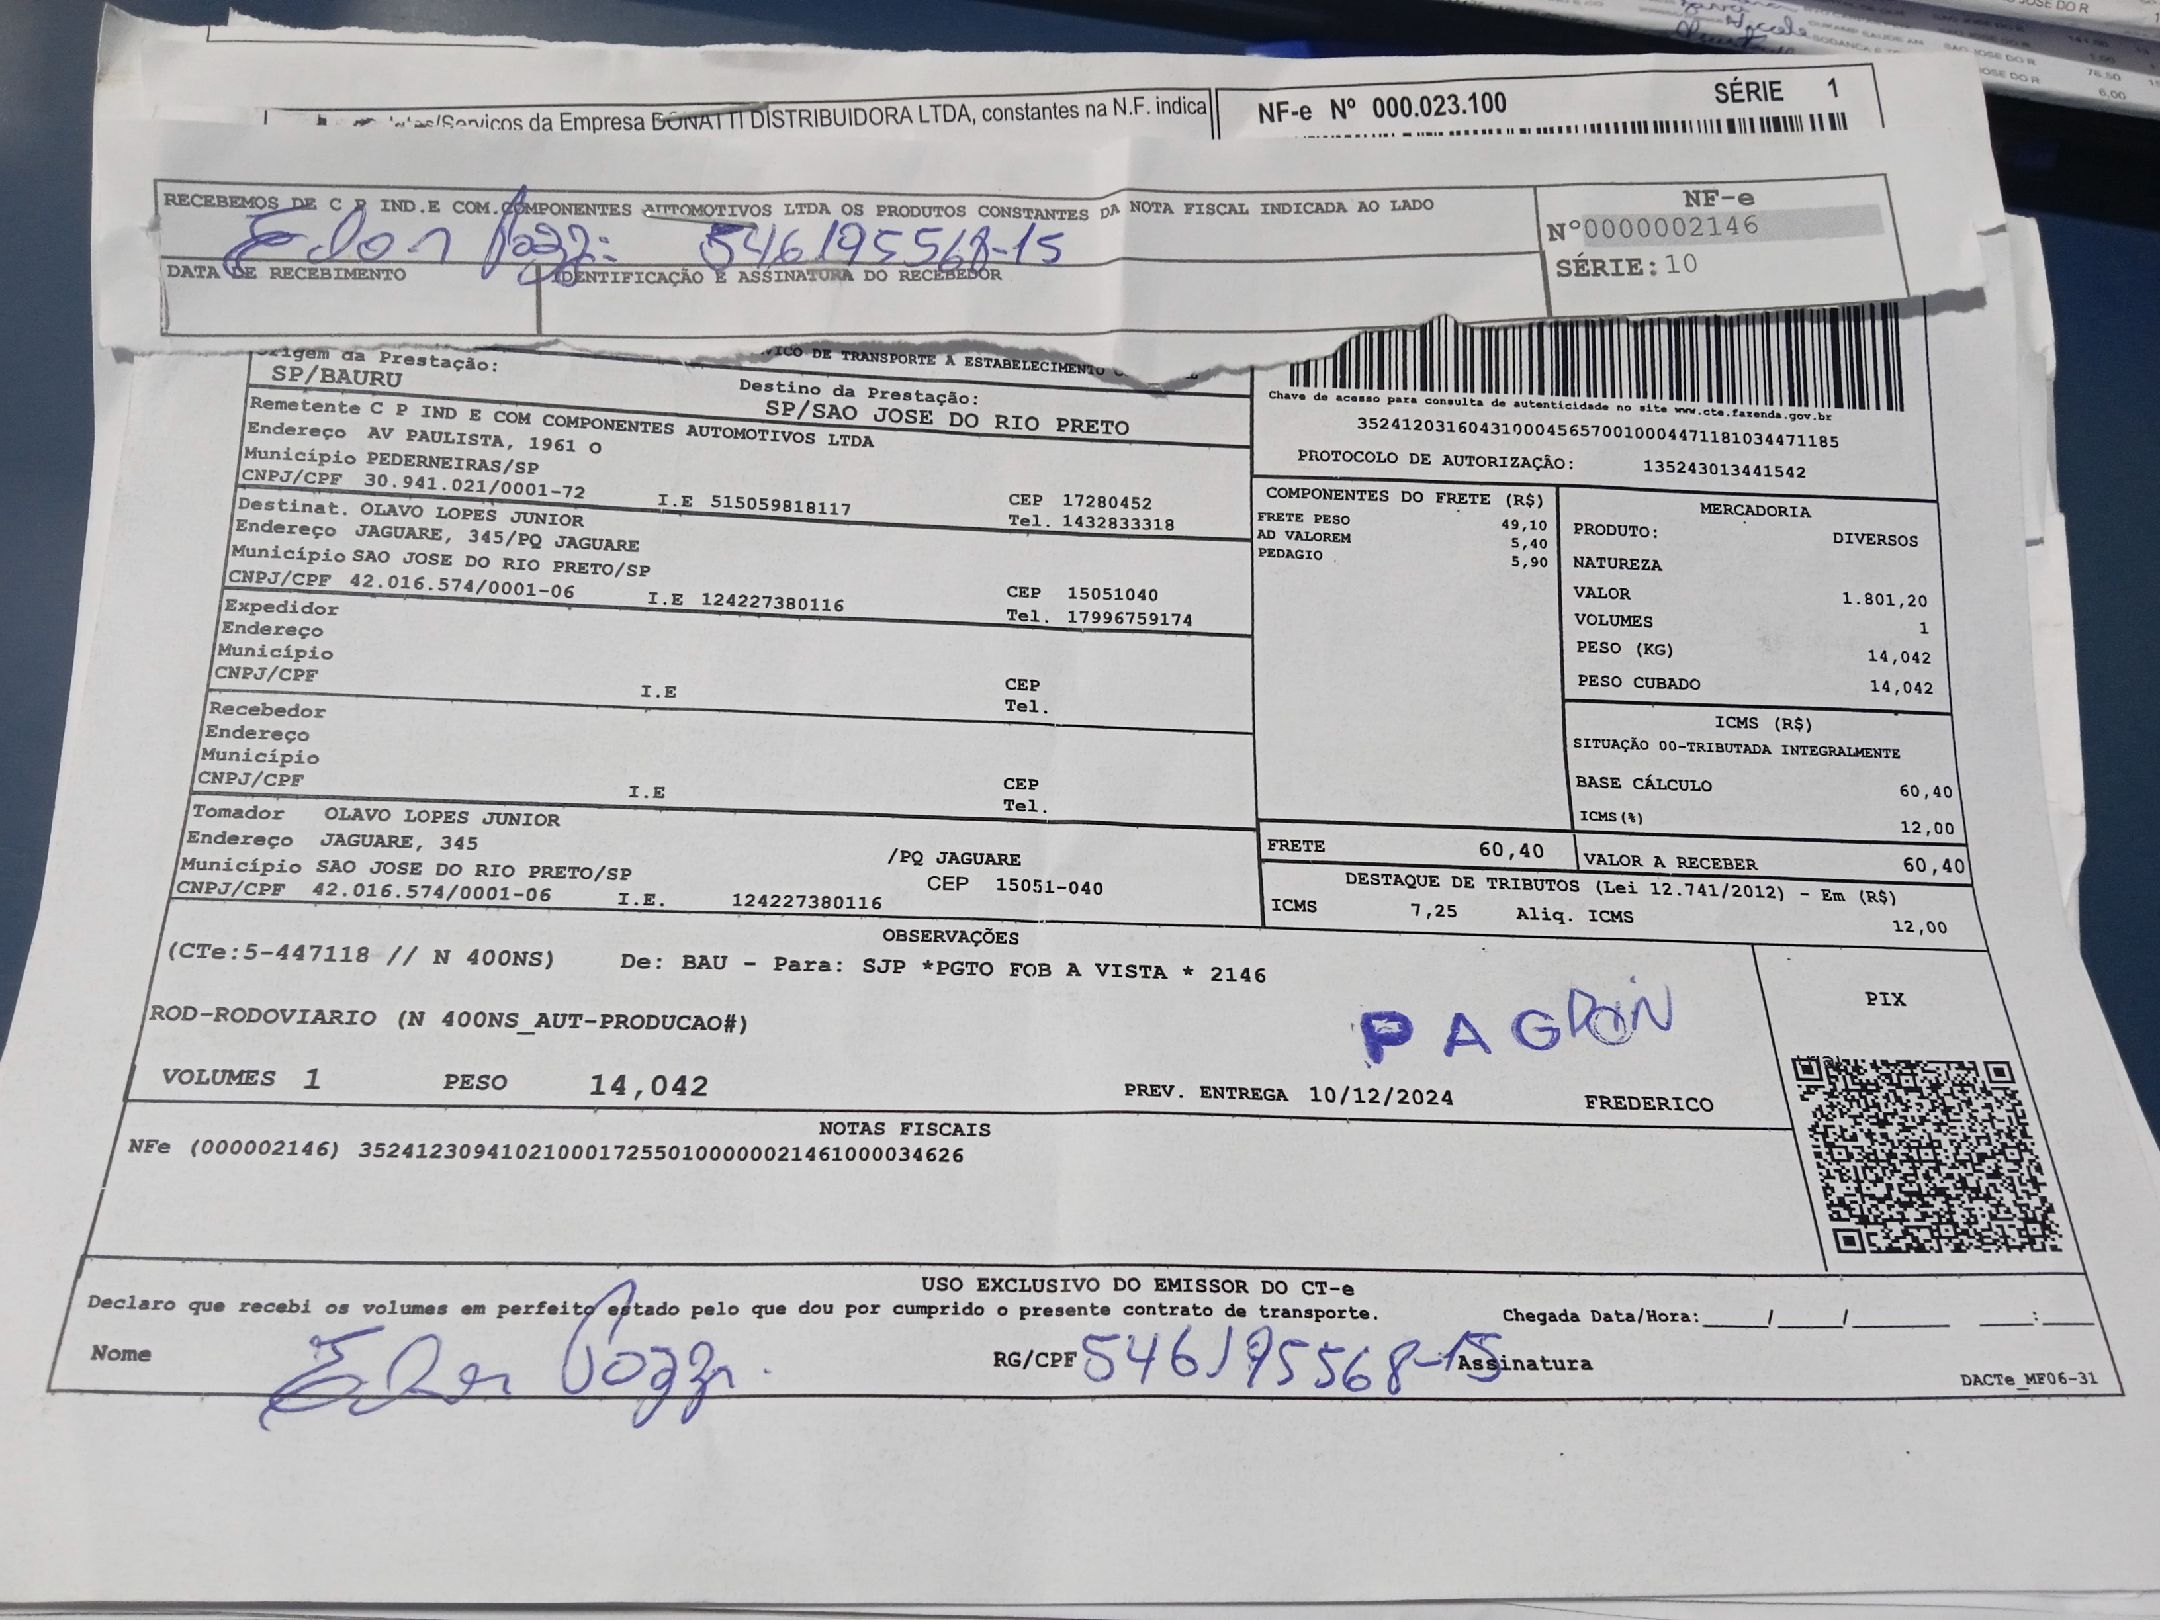 SÉRIE 1
da Empresa DONATTI DISTRIBUIDORA LTDA, constantes na N.F. indica
NF-e Nº 000.023.100
RECEBEMOS DE C P IND.E COM.COMPONENTES AUTOMOTIVOS LTDA OS PRODUTOS CONSTANTES DA NOTA FISCAL INDICADA AO LADO
NF-e
Nº0000002146
SÉRIE:10
546195568-15
DATA DE RECEBIMENTO
IDENTIFICAÇÃO E ASSINATURA DO RECEBEDOR
DE TRANSPORTE A ESTABELECIMENTO
Origem da Prestação:
SP/BAURU
Destino da Prestação:
SP/SAO JOSE DO RIO PRETO
Remetente C P IND E COM COMPONENTES AUTOMOTIVOS LTDA
Endereço AV PAULISTA, 1961 O
Município PEDERNEIRAS/SP
CNPJ/CPF 30.941.021/0001-72 I.E 515059818117
CEP 17280452
Tel. 1432833318
Destinat. OLAVO LOPES JUNIOR
Endereço JAGUARE, 345/PQ JAGUARE
Município SAO JOSE DO RIO PRETO/SP
CNPJ/CPF 42.016.574/0001-06 I.E 124227380116
CEP 15051040
Tel. 17996759174
Expedidor
Endereço
Município
CNPJ/CPF I.E
CEP
Tel.
Recebedor
Endereço
Município
CNPJ/CPF I.E
CEP
Tel.
Tomador OLAVO LOPES JUNIOR
Endereço JAGUARE, 345 /PQ JAGUARE
Município SAO JOSE DO RIO PRETO/SP CEP 15051-040
CNPJ/CPF 42.016.574/0001-06 I.E. 124227380116
Chave de acesso para consulta de autenticidade no site www.cte.fazenda.gov.br
35241203160431000456570010004471181034471185
PROTOCOLO DE AUTORIZAÇÃO: 135243013441542
COMPONENTES DO FRETE (R$)
FRETE PESO 49,10
AD VALOREM 5,40
PEDAGIO 5,90
MERCADORIA
PRODUTO: DIVERSOS
NATUREZA
VALOR 1.801,20
VOLUMES 1
PESO (KG) 14,042
PESO CUBADO 14,042
ICMS (R$)
SITUAÇÃO 00-TRIBUTADA INTEGRALMENTE
BASE CÁLCULO 60,40
ICMS(%) 12,00
FRETE 60,40
VALOR A RECEBER 60,40
DESTAQUE DE TRIBUTOS (Lei 12.741/2012) - Em (R$)
ICMS 7,25 Aliq. ICMS 12,00
OBSERVAÇÕES
(CTe:5-447118 // N 400NS) De: BAU - Para: SJP *PGTO FOB A VISTA * 2146
ROD-RODOVIARIO (N 400NS_AUT-PRODUCAO#)
PIX
VOLUMES 1 PESO 14,042
PREV. ENTREGA 10/12/2024 FREDERICO
NOTAS FISCAIS
NFe (000002146) 35241230941021000172550100000021461000034626
USO EXCLUSIVO DO EMISSOR DO CT-e
Declaro que recebi os volumes em perfeito estado pelo que dou por cumprido o presente contrato de transporte.
Chegada Data/Hora:____/____/______ ____:____
Nome
RG/CPF 546195568-15 Assinatura
DACTe_MF06-31